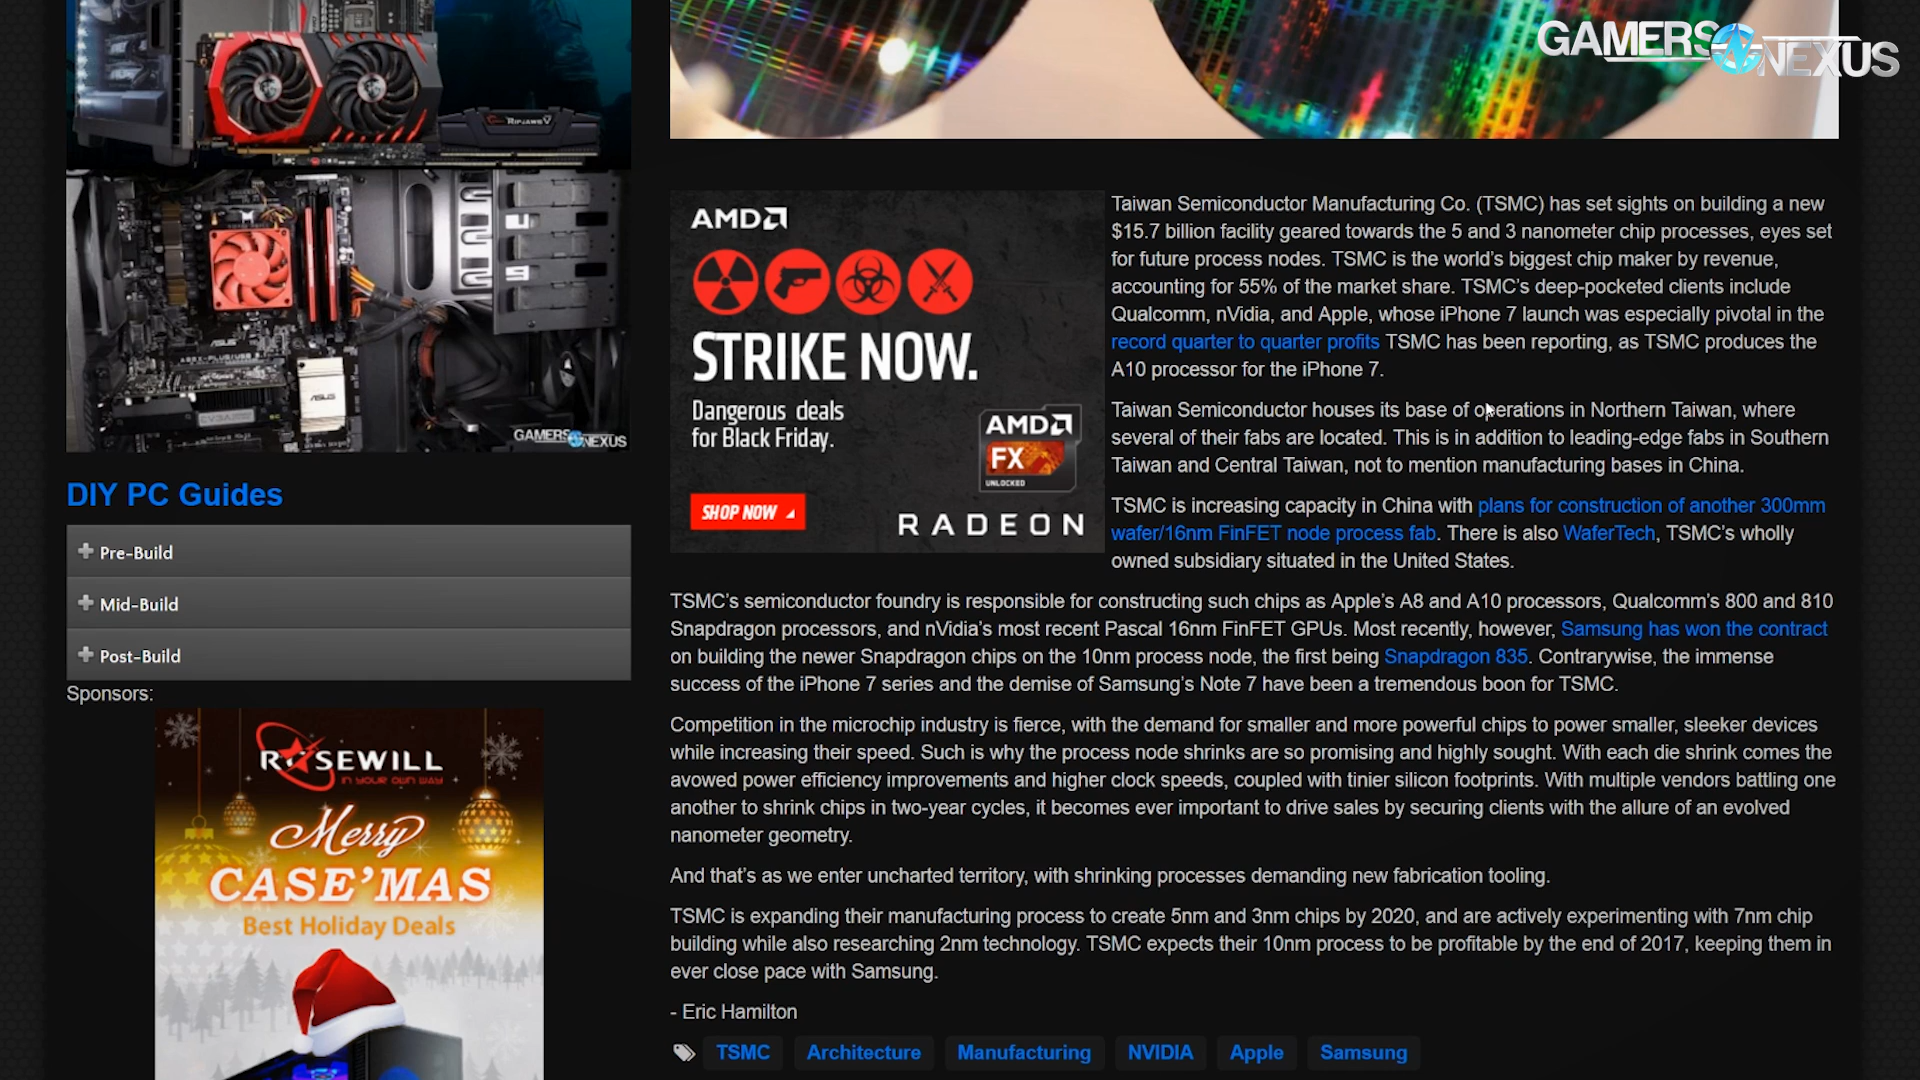 GAMERS NEXUS
RIPJAWS V
ASUS
ASUS
GAMERS NEXUS
DIY PC Guides
Pre-Build
Mid-Build
Post-Build
Sponsors:
ROSEWILL
IN YOUR OWN WAY
Merry
CASE'MAS
Best Holiday Deals
AMD
STRIKE NOW.
Dangerous deals
for Black Friday.
AMD
FX
UNLOCKED
SHOP NOW
RADEON
Taiwan Semiconductor Manufacturing Co. (TSMC) has set sights on building a new
$15.7 billion facility geared towards the 5 and 3 nanometer chip processes, eyes set
for future process nodes. TSMC is the world's biggest chip maker by revenue,
accounting for 55% of the market share. TSMC's deep-pocketed clients include
Qualcomm, nVidia, and Apple, whose iPhone 7 launch was especially pivotal in the
record quarter to quarter profits TSMC has been reporting, as TSMC produces the
A10 processor for the iPhone 7.
Taiwan Semiconductor houses its base of operations in Northern Taiwan, where
several of their fabs are located. This is in addition to leading-edge fabs in Southern
Taiwan and Central Taiwan, not to mention manufacturing bases in China.
TSMC is increasing capacity in China with plans for construction of another 300mm
wafer/16nm FinFET node process fab. There is also WaferTech, TSMC's wholly
owned subsidiary situated in the United States.
TSMC's semiconductor foundry is responsible for constructing such chips as Apple's A8 and A10 processors, Qualcomm's 800 and 810
Snapdragon processors, and nVidia's most recent Pascal 16nm FinFET GPUs. Most recently, however, Samsung has won the contract
on building the newer Snapdragon chips on the 10nm process node, the first being Snapdragon 835. Contrarywise, the immense
success of the iPhone 7 series and the demise of Samsung's Note 7 have been a tremendous boon for TSMC.
Competition in the microchip industry is fierce, with the demand for smaller and more powerful chips to power smaller, sleeker devices
while increasing their speed. Such is why the process node shrinks are so promising and highly sought. With each die shrink comes the
avowed power efficiency improvements and higher clock speeds, coupled with tinier silicon footprints. With multiple vendors battling one
another to shrink chips in two-year cycles, it becomes ever important to drive sales by securing clients with the allure of an evolved
nanometer geometry.
And that's as we enter uncharted territory, with shrinking processes demanding new fabrication tooling.
TSMC is expanding their manufacturing process to create 5nm and 3nm chips by 2020, and are actively experimenting with 7nm chip
building while also researching 2nm technology. TSMC expects their 10nm process to be profitable by the end of 2017, keeping them in
ever close pace with Samsung.
- Eric Hamilton
TSMC Architecture Manufacturing NVIDIA Apple Samsung